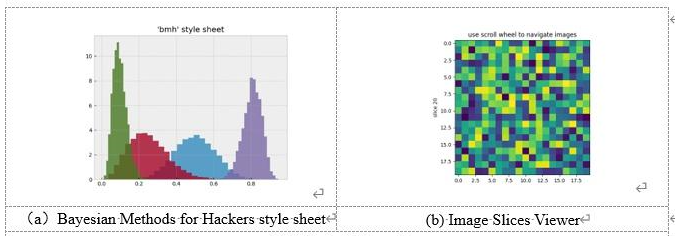 'bmh' style sheet
10
8
6
4
2
0
0.0 0.2 0.4 0.6 0.8
use scroll wheel to navigate images
slice 20
0.0
2.5
5.0
7.5
10.0
12.5
15.0
17.5
0.0 2.5 5.0 7.5 10.0 12.5 15.0 17.5
(a) Bayesian Methods for Hackers style sheet
(b) Image Slices Viewer